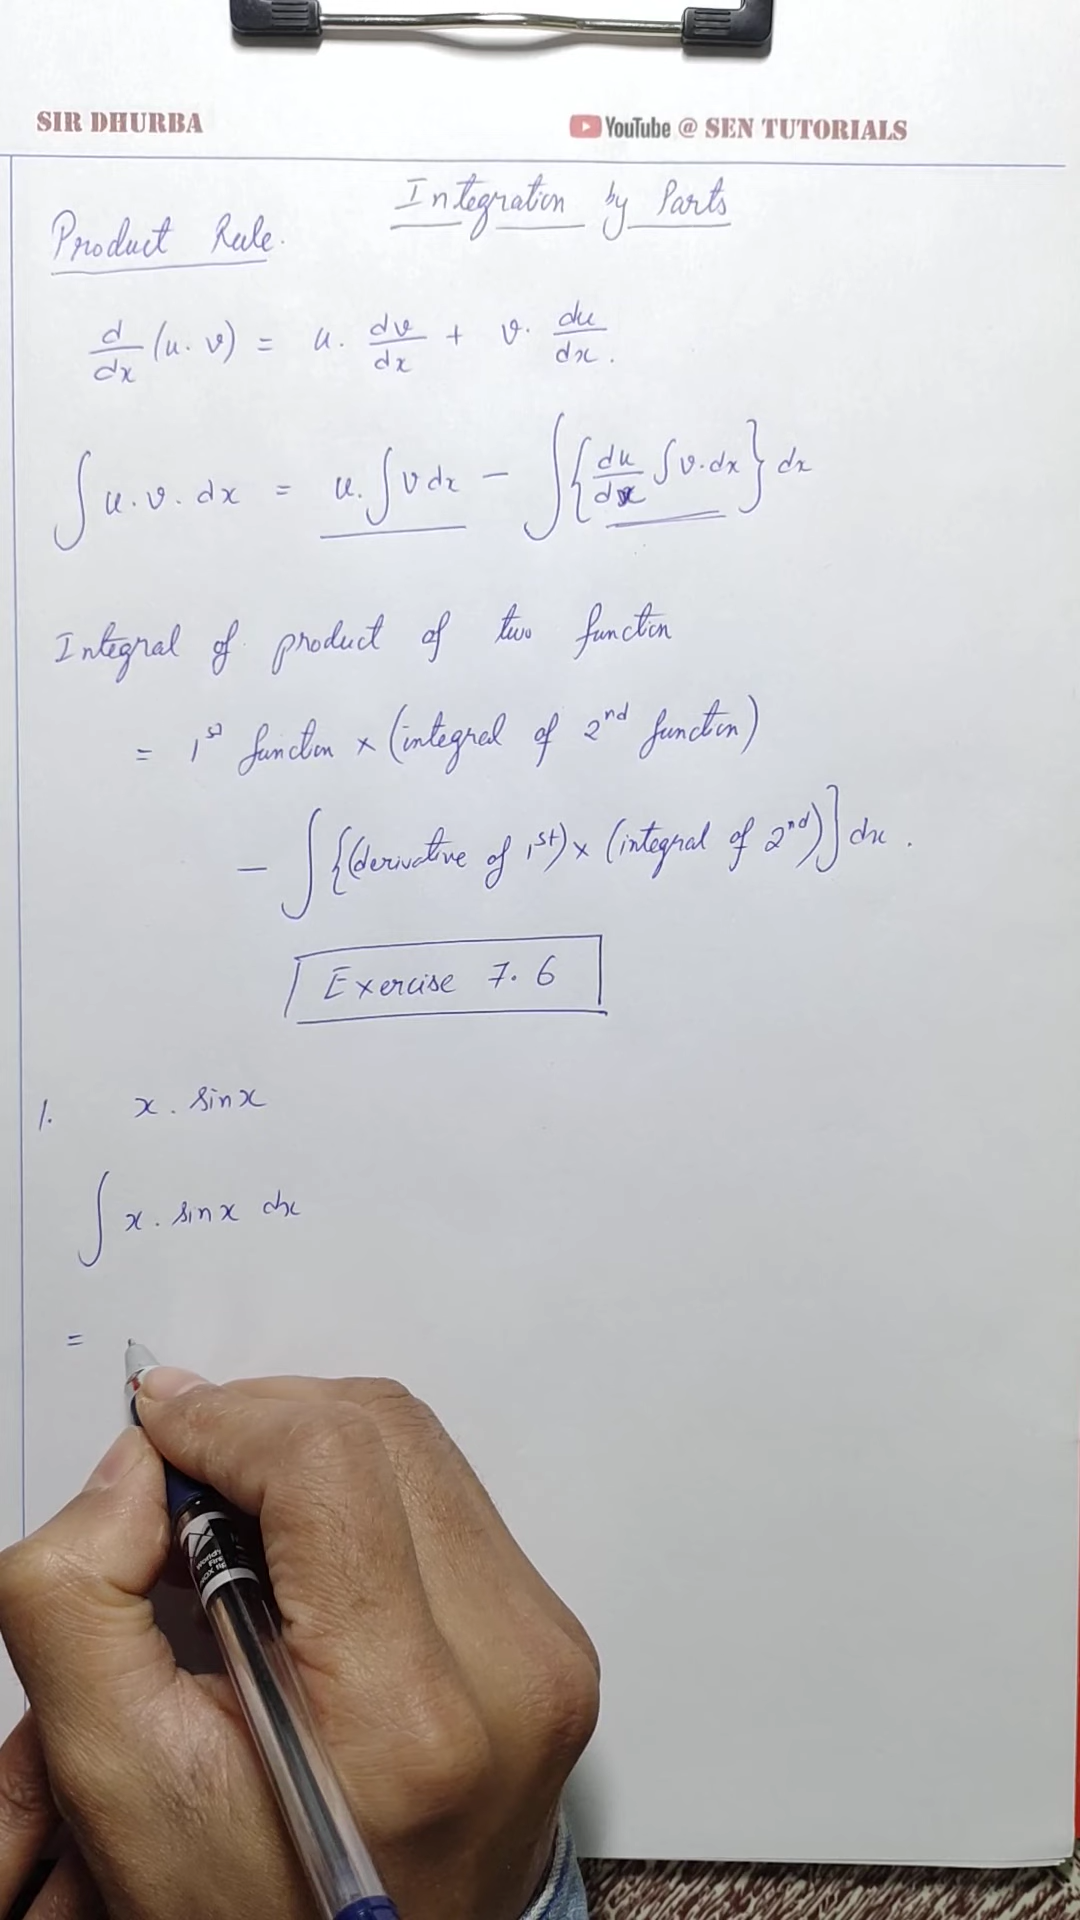 SIR DHURBA
YouTube @ SEN TUTORIALS
Integration by Parts
Product Rule.
d/dx (u. v) = u. dv/dx + v. du/dx.
∫ u. v. dx = u. ∫ v dx − ∫ { du/dx ∫ v. dx } dx
Integral of product of two function
= 1st function × (integral of 2nd function)
− ∫ {(derivative of 1st) × (integral of 2nd)} dx.
Exercise 7.6
1. x. sinx
∫ x. sinx dx
=